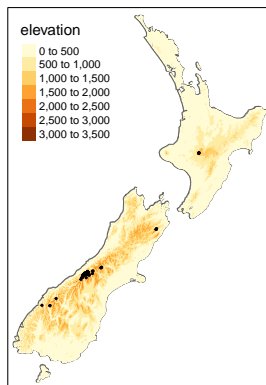 elevation
0 to 500
500 to 1,000
1,000 to 1,500
1,500 to 2,000
2,000 to 2,500
2,500 to 3,000
3,000 to 3,500